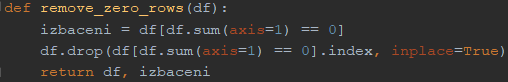 def remove_zero_rows(df):
    izbaceni = df[df.sum(axis=1) == 0]
    df.drop(df[df.sum(axis=1) == 0].index, inplace=True)
    return df, izbaceni